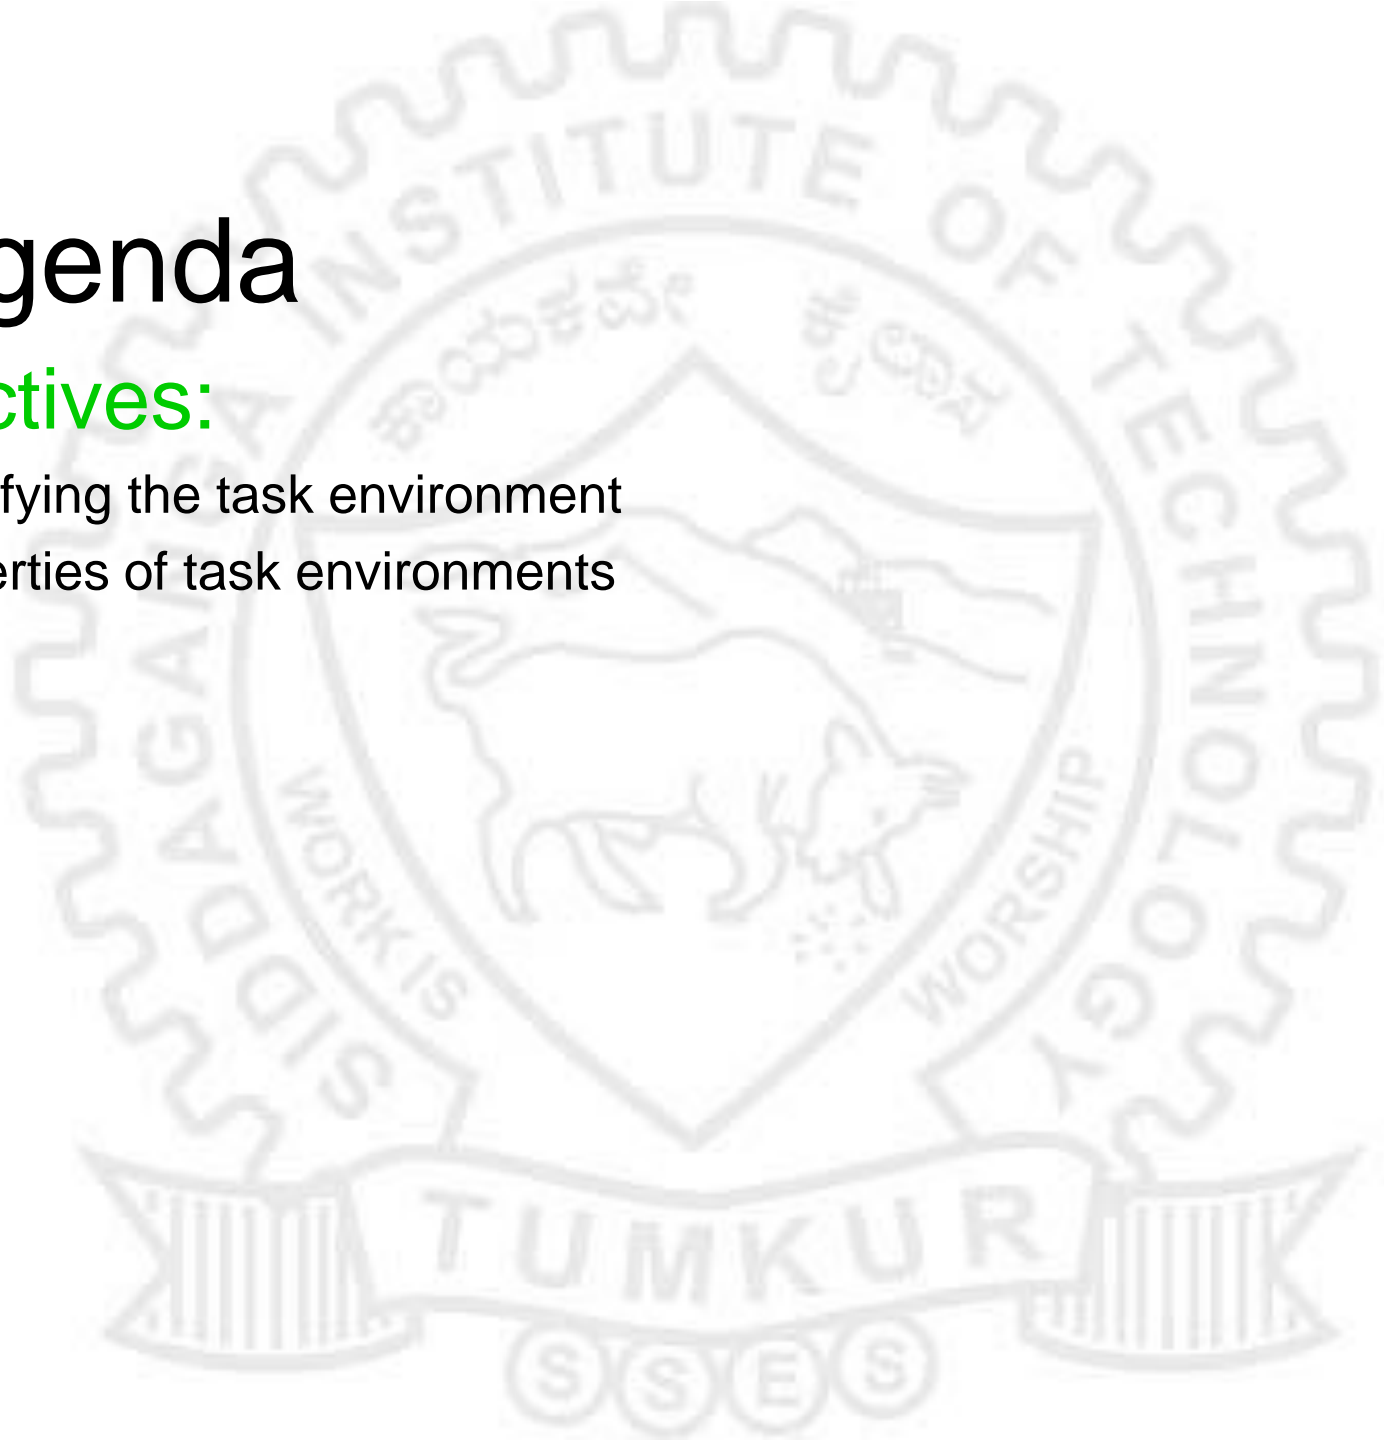 genda
ctives:
fying the task environment
erties of task environments
SIDDAGANGA INSTITUTE OF TECHNOLOGY
ಕಾಯಕವೇ ಕೈಲಾಸ
WORK IS WORSHIP
TUMKUR
SSES